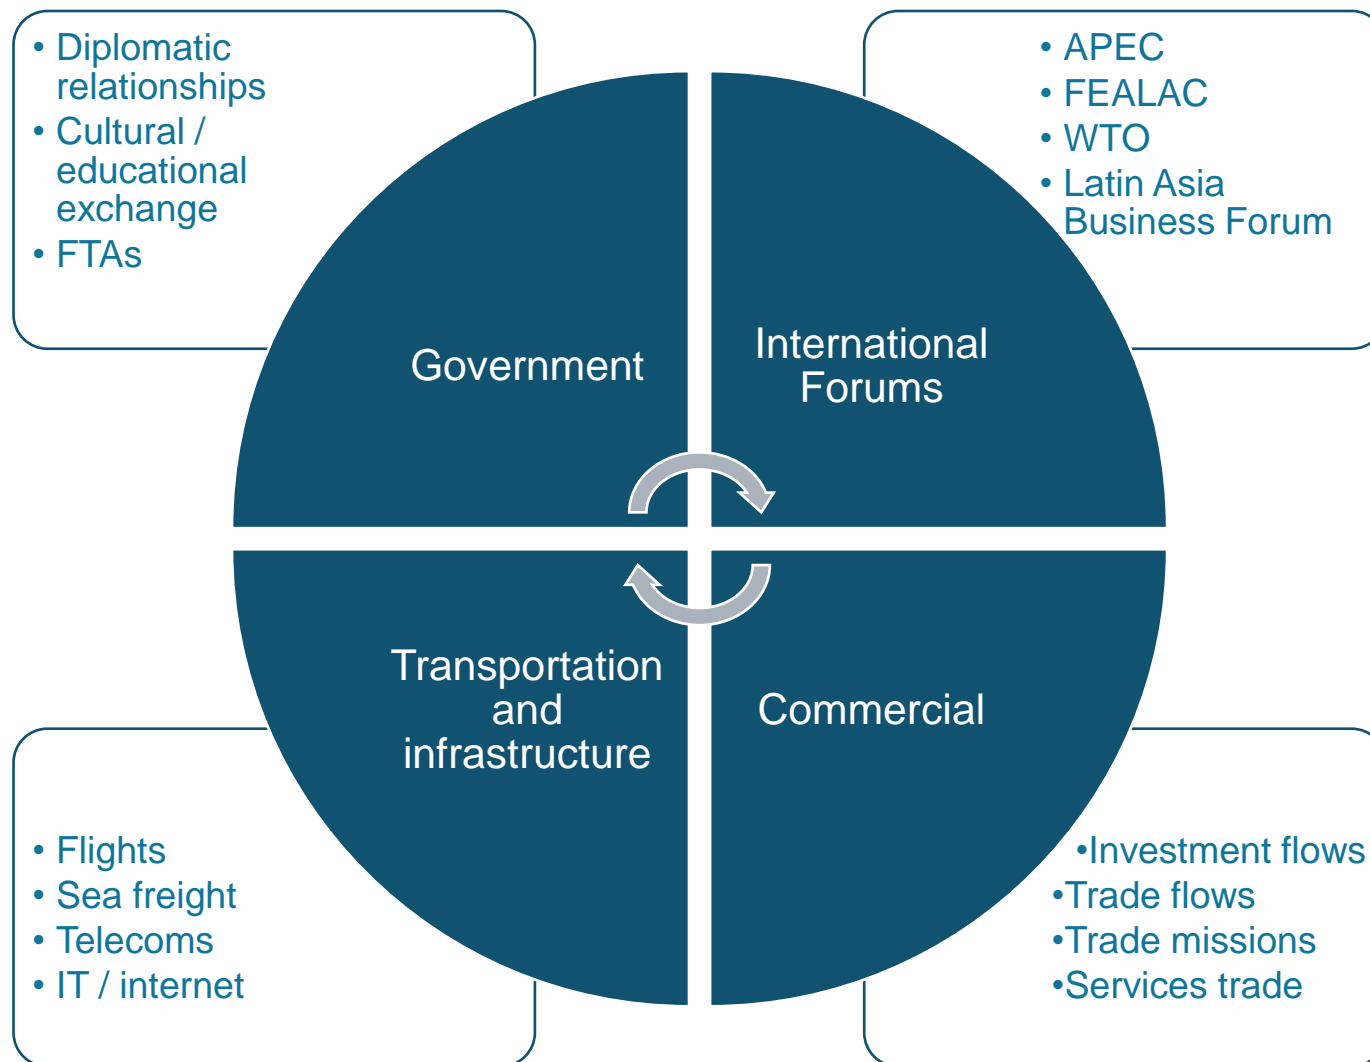 • Diplomatic
relationships
• Cultural /
educational
exchange
• FTAs
• APEC
• FEALAC
• WTO
• Latin Asia
Business Forum
Government
International
Forums
Transportation
and
infrastructure
Commercial
• Flights
• Sea freight
• Telecoms
• IT / internet
•Investment flows
•Trade flows
•Trade missions
•Services trade